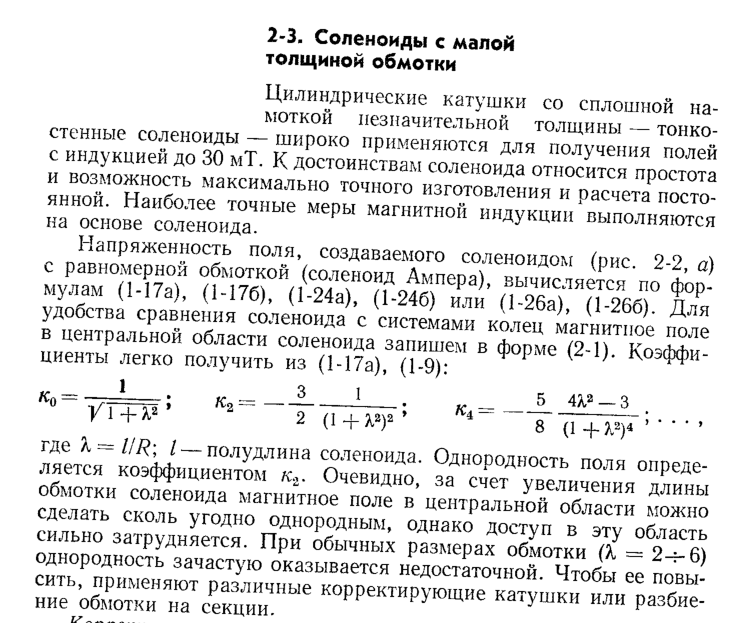 2-3. Соленоиды с малой
толщиной обмотки
Цилиндрические катушки со сплошной на-
моткой незначительной толщины — тонко-
стенные соленоиды — широко применяются для получения полей
с индукцией до 30 мТ. К достоинствам соленоида относится простота
и возможность максимально точного изготовления и расчета посто-
янной. Наиболее точные меры магнитной индукции выполняются
на основе соленоида.
Напряженность поля, создаваемого соленоидом (рис. 2-2, а)
с равномерной обмоткой (соленоид Ампера), вычисляется по фор-
мулам (1-17а), (1-17б), (1-24а), (1-24б) или (1-26а), (1-26б). Для
удобства сравнения соленоида с системами колец магнитное поле
в центральной области соленоида запишем в форме (2-1). Коэффи-
циенты легко получить из (1-17а), (1-9):
κ₀ = 1/√(1 + λ²); κ₂ = — 3/2 1/(1 + λ²)²; κ₄ = — 5/8 (4λ² — 3)/(1 + λ²)⁴; . . . ,
где λ = l/R; l — полудлина соленоида. Однородность поля опреде-
ляется коэффициентом κ₂. Очевидно, за счет увеличения длины
обмотки соленоида магнитное поле в центральной области можно
сделать сколь угодно однородным, однако доступ в эту область
сильно затрудняется. При обычных размерах обмотки (λ = 2÷6)
однородность зачастую оказывается недостаточной. Чтобы ее повы-
сить, применяют различные корректирующие катушки или разбие-
ние обмотки на секции.